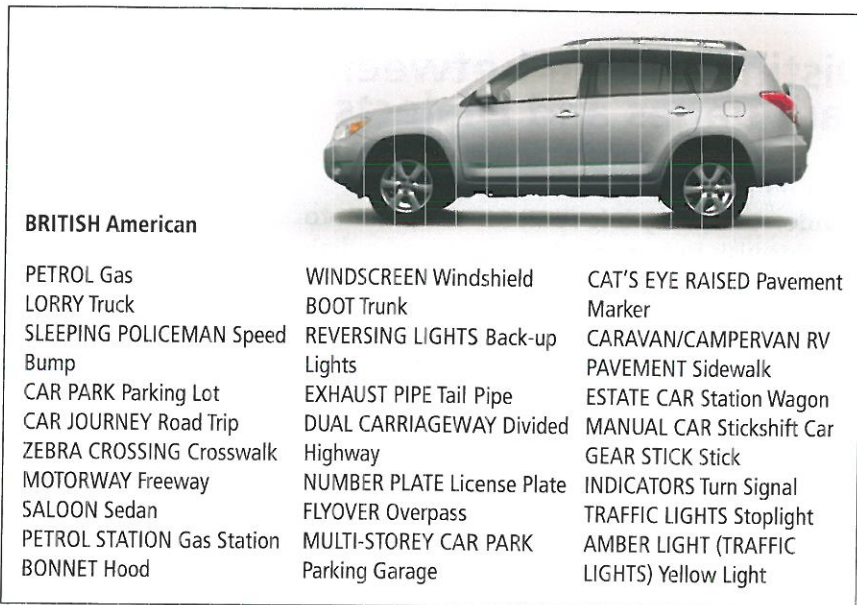 BRITISH American
PETROL Gas
LORRY Truck
SLEEPING POLICEMAN Speed
Bump
CAR PARK Parking Lot
CAR JOURNEY Road Trip
ZEBRA CROSSING Crosswalk
MOTORWAY Freeway
SALOON Sedan
PETROL STATION Gas Station
BONNET Hood
WINDSCREEN Windshield
BOOT Trunk
REVERSING LIGHTS Back-up
Lights
EXHAUST PIPE Tail Pipe
DUAL CARRIAGEWAY Divided
Highway
NUMBER PLATE License Plate
FLYOVER Overpass
MULTI-STOREY CAR PARK
Parking Garage
CAT'S EYE RAISED Pavement
Marker
CARAVAN/CAMPERVAN RV
PAVEMENT Sidewalk
ESTATE CAR Station Wagon
MANUAL CAR Stickshift Car
GEAR STICK Stick
INDICATORS Turn Signal
TRAFFIC LIGHTS Stoplight
AMBER LIGHT (TRAFFIC
LIGHTS) Yellow Light